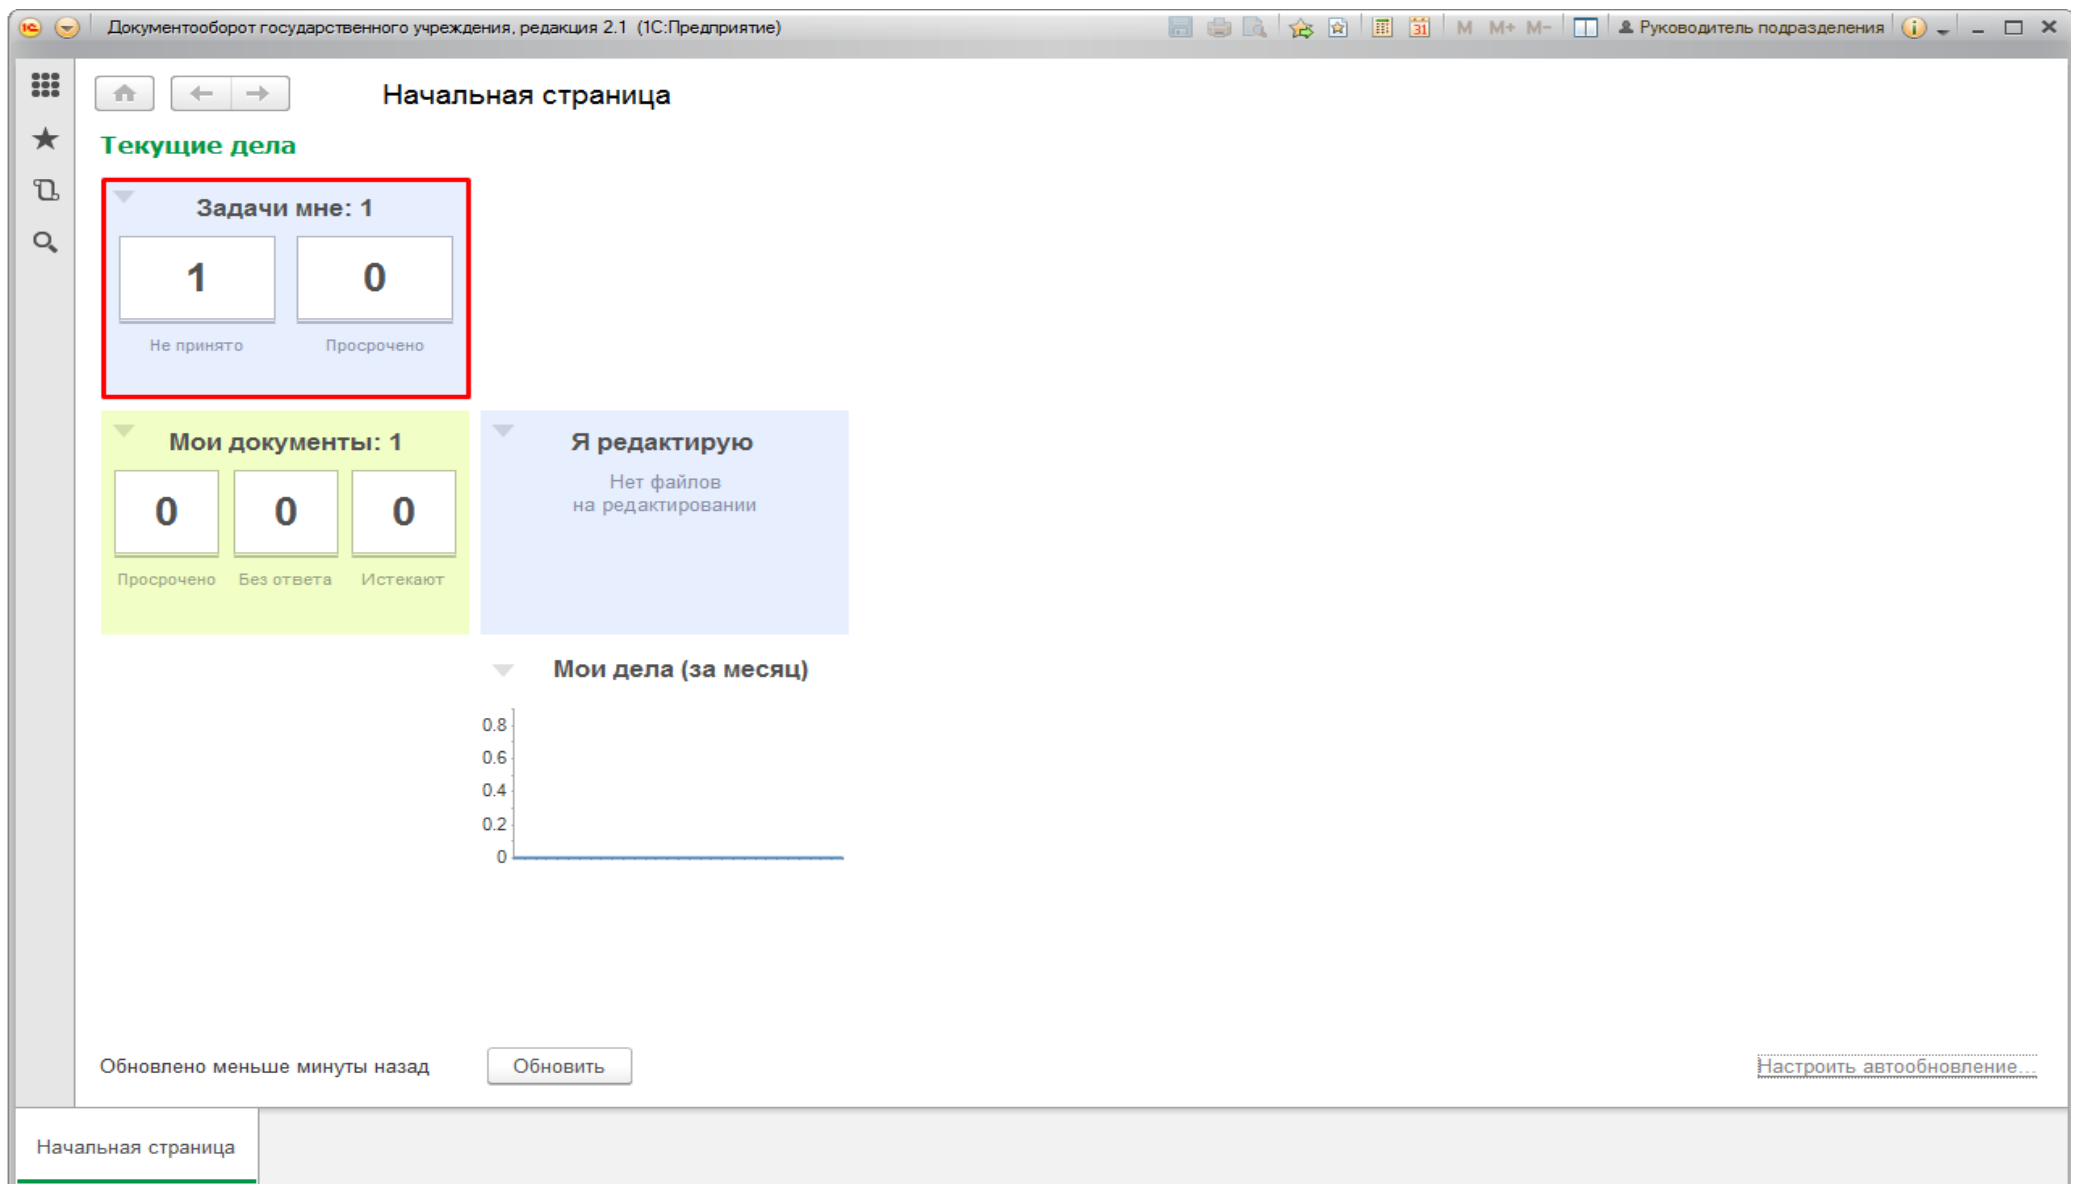 Документооборот государственного учреждения, редакция 2.1 (1С:Предприятие)
31
M M+ M-
Руководитель подразделения
Начальная страница
Текущие дела
Задачи мне: 1
1 0
Не принято Просрочено
Мои документы: 1
0 0 0
Просрочено Без ответа Истекают
Я редактирую
Нет файлов
на редактировании
Мои дела (за месяц)
0.8
0.6
0.4
0.2
0
Обновлено меньше минуты назад
Обновить
Настроить автообновление...
Начальная страница